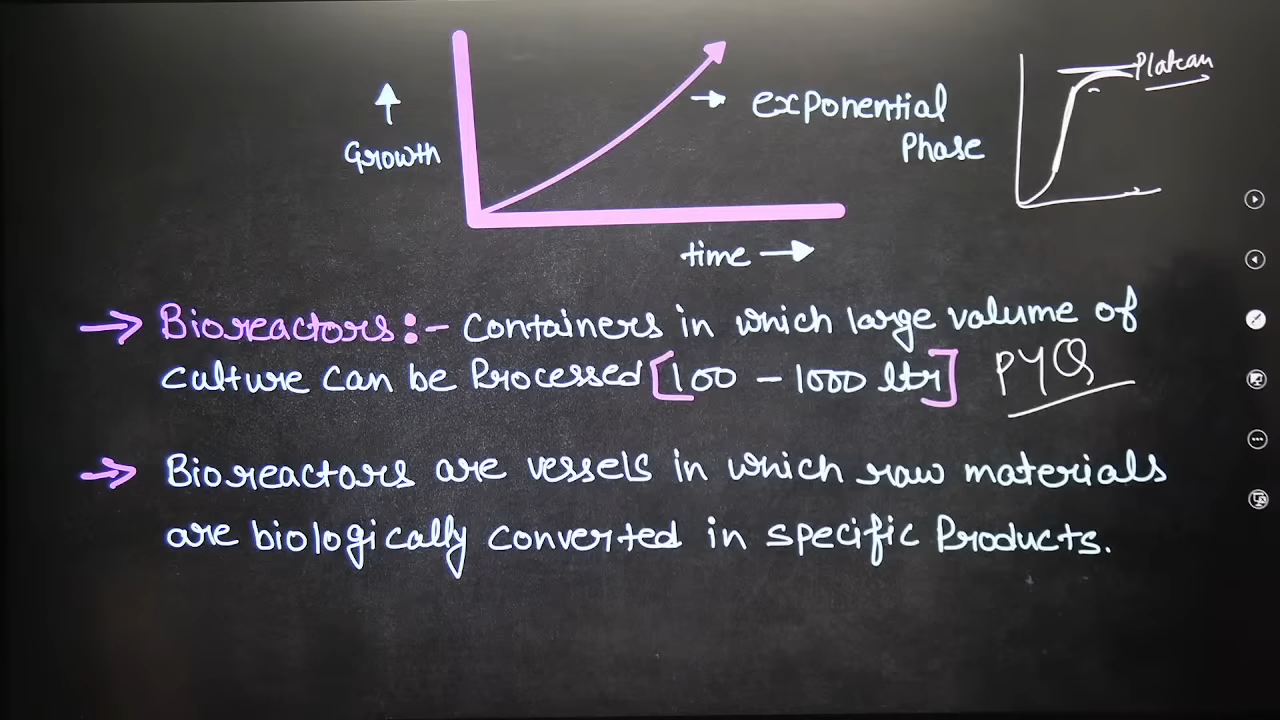 Plateau
exponential
Phase
Growth
time
Bioreactors:- Containers in which large volume of
culture can be Processed [100 - 1000 ltr] PYQ
Bioreactors are vessels in which raw materials
are biologically converted in specific Products.